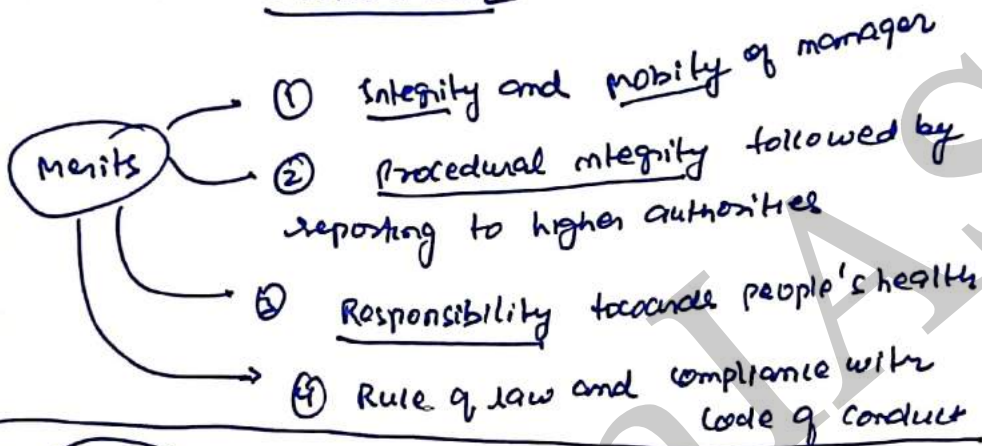 Merits
① Integrity and mobility of manager
② Procedural integrity followed by
reporting to higher authorities
③ Responsibility towards people's health
④ Rule of law and compliance with
code of conduct